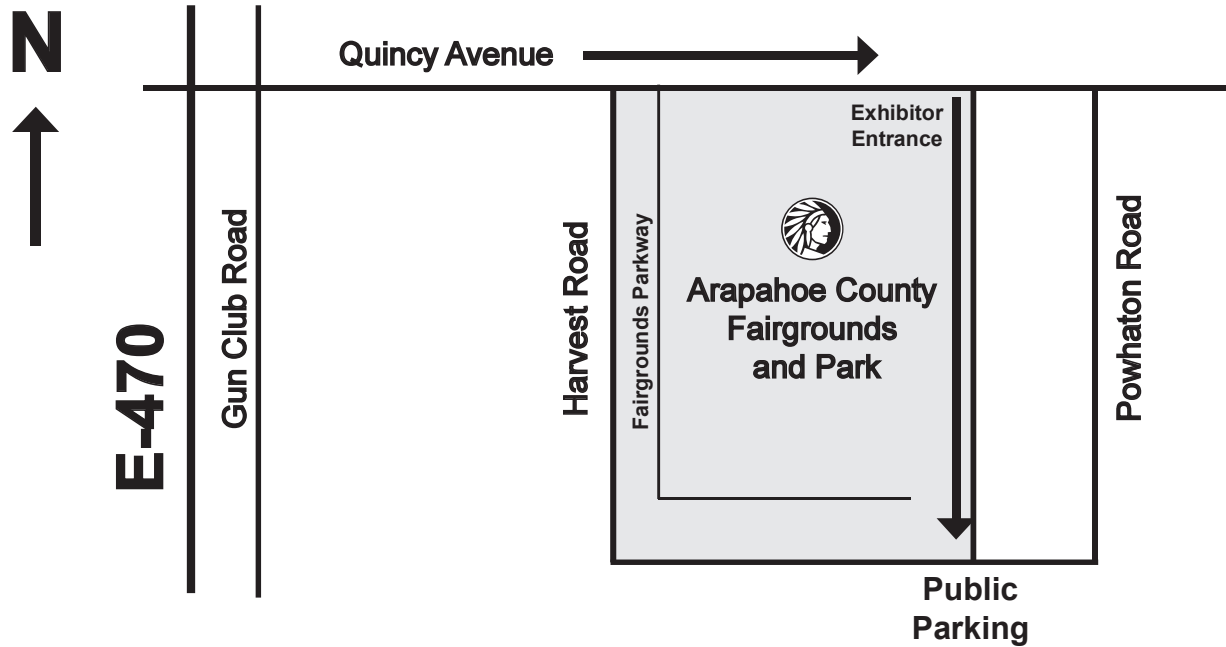 N
Quincy Avenue
Exhibitor
Entrance
E-470
Gun Club Road
Harvest Road
Fairgrounds Parkway
Arapahoe County
Fairgrounds
and Park
Powhaton Road
Public
Parking